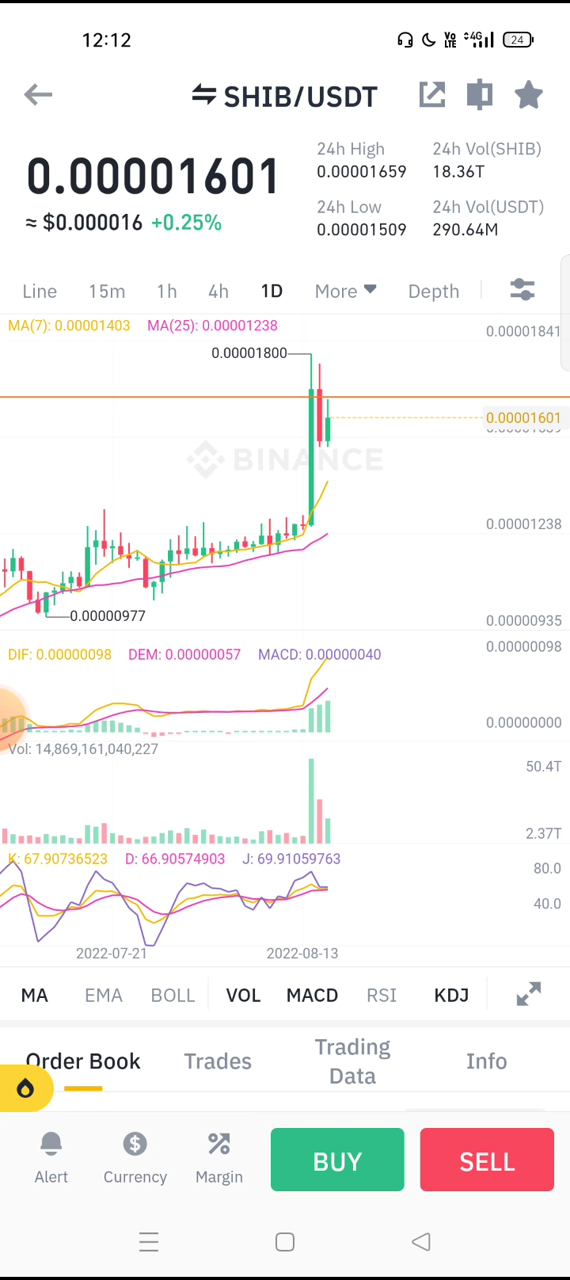 12:12
Vo LTE 4G 24
SHIB/USDT
0.00001601
≈ $0.000016 +0.25%
24h High
0.00001659
24h Vol(SHIB)
18.36T
24h Low
0.00001509
24h Vol(USDT)
290.64M
Line 15m 1h 4h 1D More Depth
MA(7): 0.00001403 MA(25): 0.00001238
0.00001841
0.00001800
0.00001601
BINANCE
0.00001238
0.00000977
0.00000935
DIF: 0.00000098 DEM: 0.00000057 MACD: 0.00000040
0.00000098
0.00000000
Vol: 14,869,161,040,227
50.4T
2.37T
K: 67.90736523 D: 66.90574903 J: 69.91059763
80.0
40.0
2022-07-21 2022-08-13
MA EMA BOLL VOL MACD RSI KDJ
Order Book Trades Trading Data Info
Alert Currency Margin BUY SELL